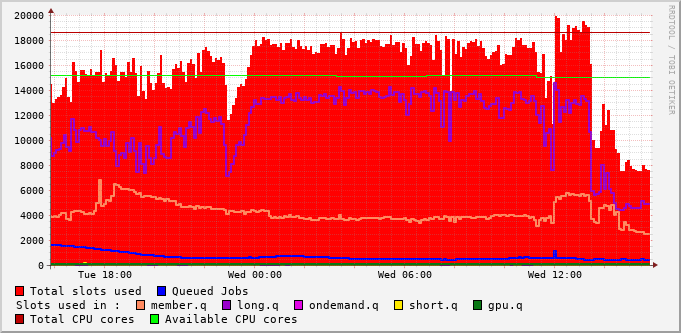 20000
18000
16000
14000
12000
10000
8000
6000
4000
2000
0
Tue 18:00 Wed 00:00 Wed 06:00 Wed 12:00
Total slots used Queued Jobs
Slots used in : member.q long.q ondemand.q short.q gpu.q
Total CPU cores Available CPU cores
RRDTOOL / TOBI OETIKER